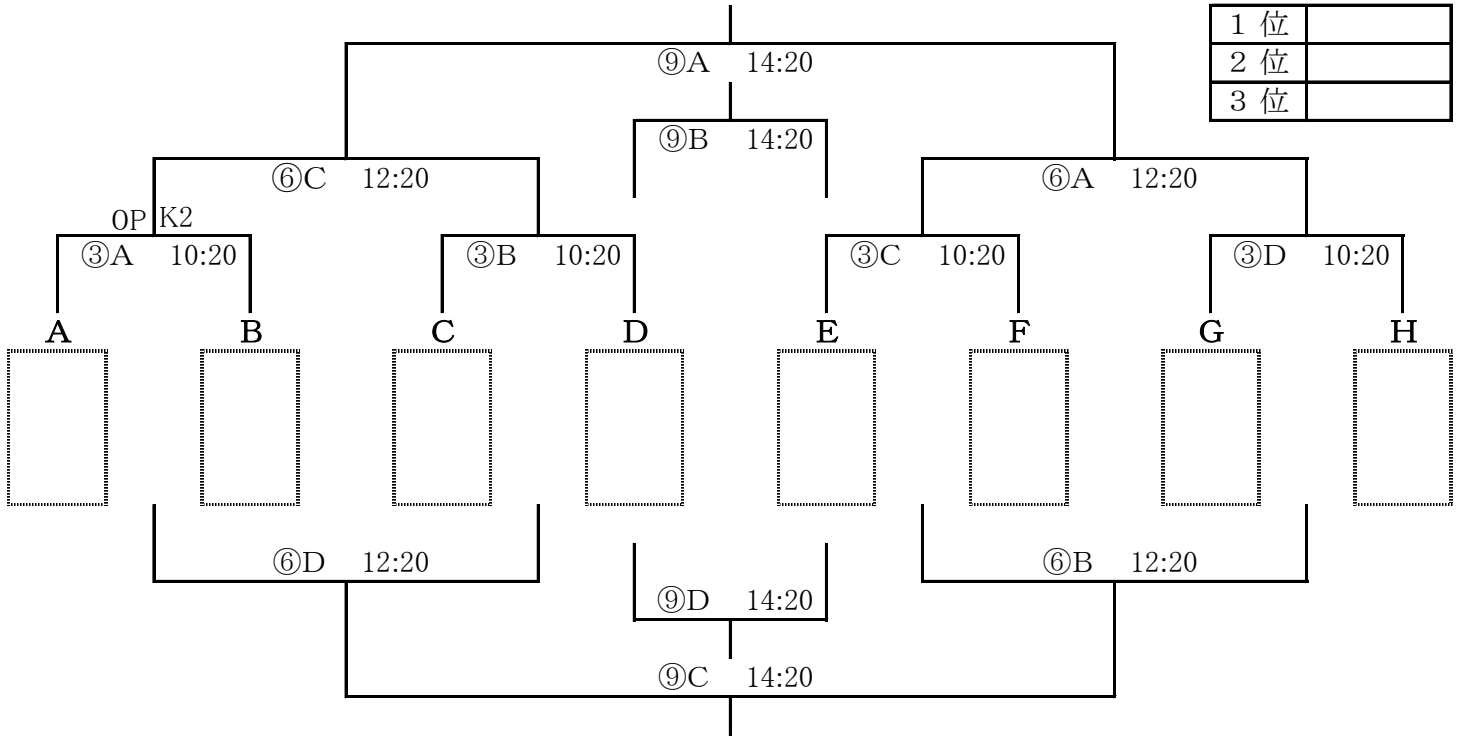 1 位
2 位
3 位
⑨A 14:20
⑨B 14:20
⑥C 12:20
⑥A 12:20
OP K2
③A 10:20
③B 10:20
③C 10:20
③D 10:20
A B C D E F G H
⑥D 12:20
⑥B 12:20
⑨D 14:20
⑨C 14:20